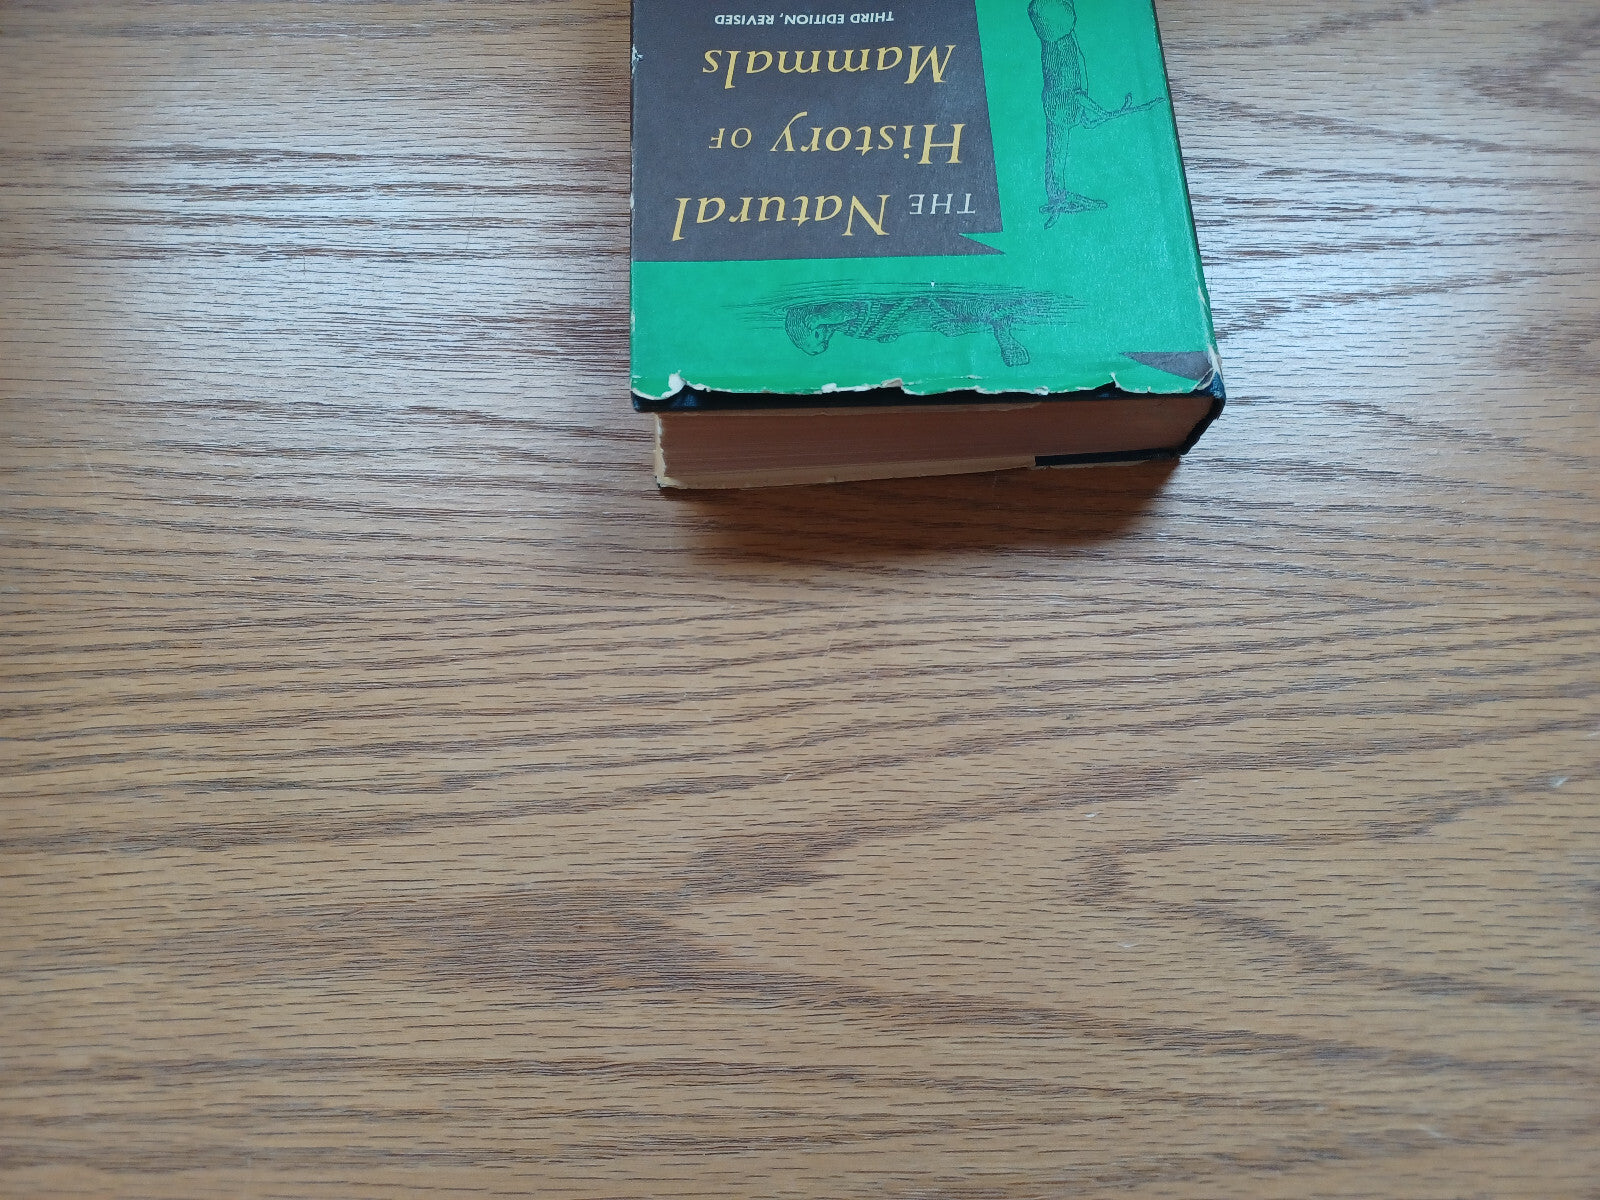 THE Natural
History OF
Mammals
THIRD EDITION, REVISED